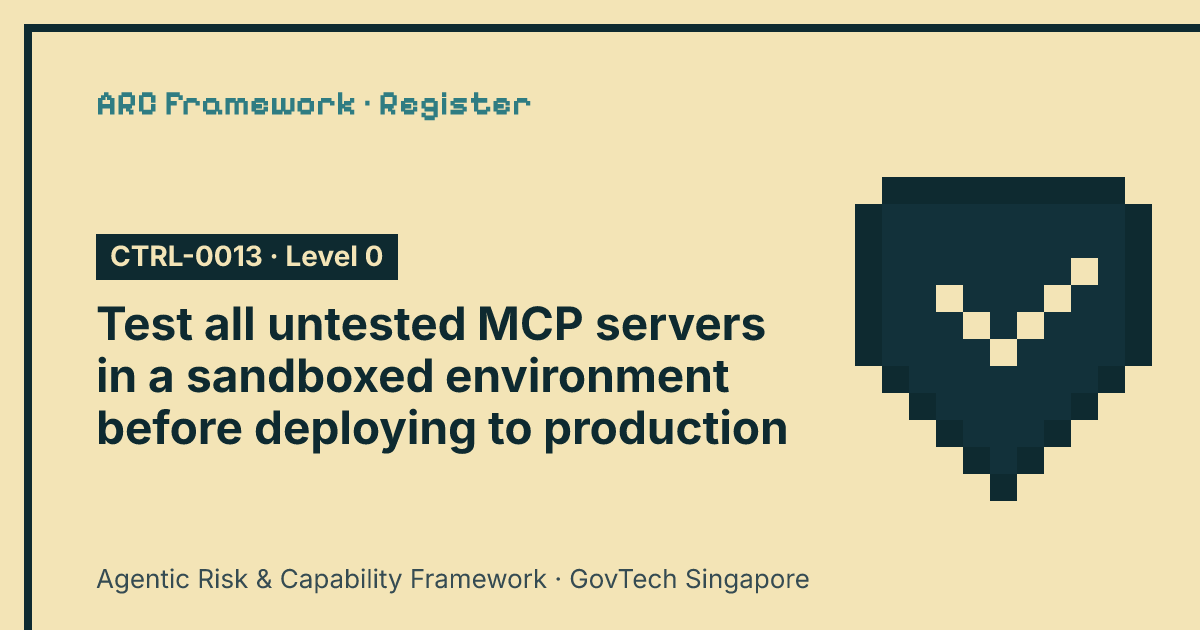 ARC Framework · Register
CTRL-0013 · Level 0
Test all untested MCP servers
in a sandboxed environment
before deploying to production
Agentic Risk & Capability Framework · GovTech Singapore